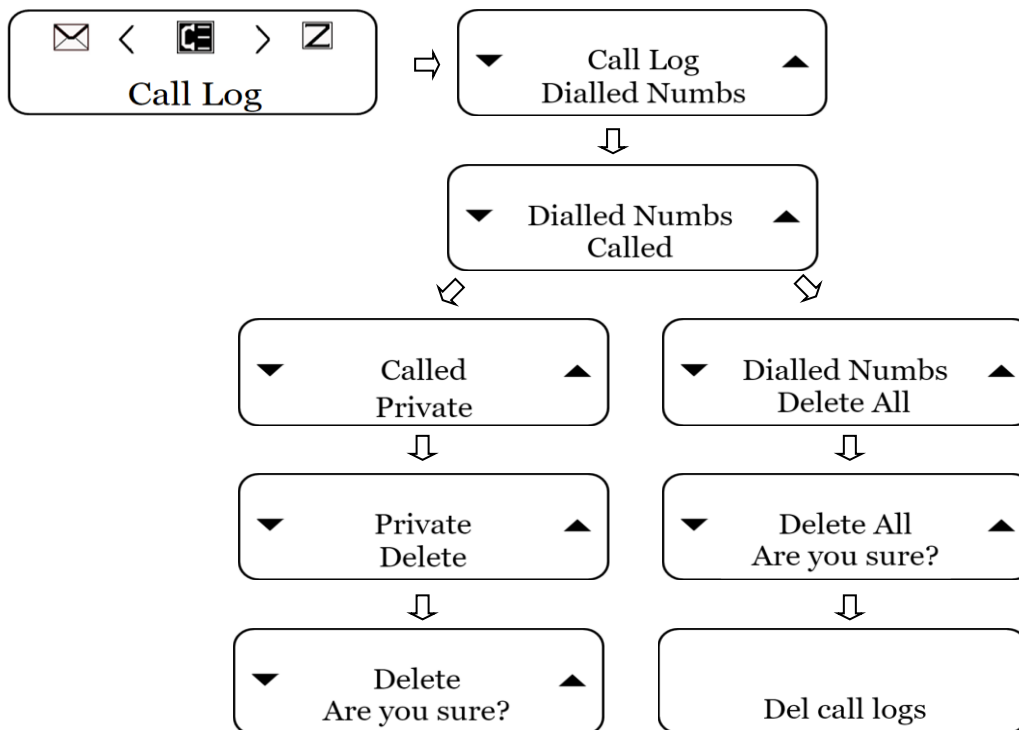 Call Log
Call Log
Dialled Numbs
Dialled Numbs
Called
Called
Private
Dialled Numbs
Delete All
Private
Delete
Delete All
Are you sure?
Delete
Are you sure?
Del call logs